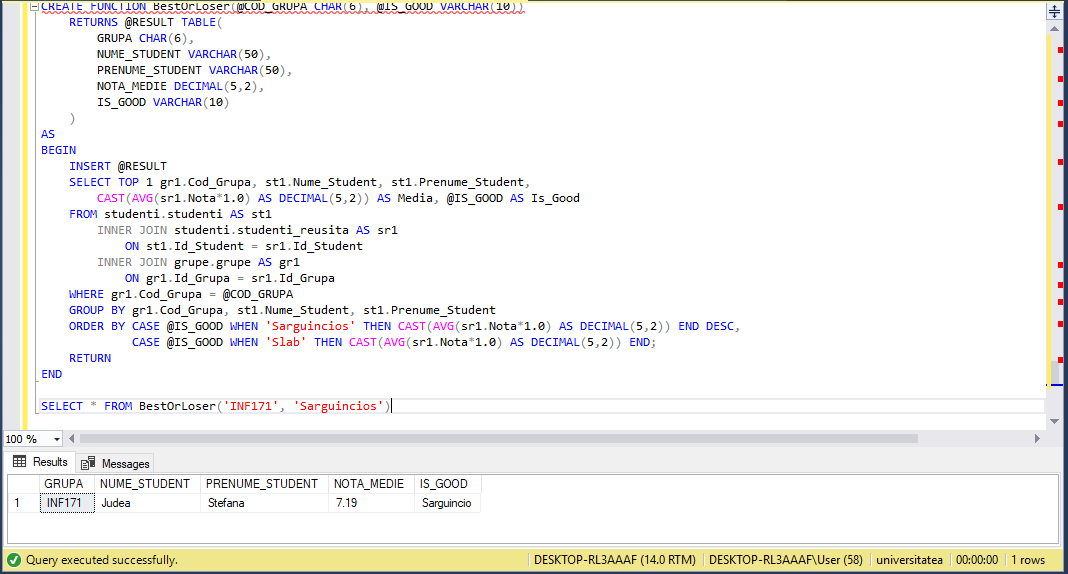 CREATE FUNCTION BestOrLoser(@COD_GRUPA CHAR(6), @IS_GOOD VARCHAR(10))
RETURNS @RESULT TABLE(
GRUPA CHAR(6),
NUME_STUDENT VARCHAR(50),
PRENUME_STUDENT VARCHAR(50),
NOTA_MEDIE DECIMAL(5,2),
IS_GOOD VARCHAR(10)
)
AS
BEGIN
INSERT @RESULT
SELECT TOP 1 gr1.Cod_Grupa, st1.Nume_Student, st1.Prenume_Student,
CAST(AVG(sr1.Nota*1.0) AS DECIMAL(5,2)) AS Media, @IS_GOOD AS Is_Good
FROM studenti.studenti AS st1
INNER JOIN studenti.studenti_reusita AS sr1
ON st1.Id_Student = sr1.Id_Student
INNER JOIN grupe.grupe AS gr1
ON gr1.Id_Grupa = sr1.Id_Grupa
WHERE gr1.Cod_Grupa = @COD_GRUPA
GROUP BY gr1.Cod_Grupa, st1.Nume_Student, st1.Prenume_Student
ORDER BY CASE @IS_GOOD WHEN 'Sarguincios' THEN CAST(AVG(sr1.Nota*1.0) AS DECIMAL(5,2)) END DESC,
CASE @IS_GOOD WHEN 'Slab' THEN CAST(AVG(sr1.Nota*1.0) AS DECIMAL(5,2)) END;
RETURN
END
SELECT * FROM BestOrLoser('INF171', 'Sarguincios')
100 %
Results Messages
GRUPA NUME_STUDENT PRENUME_STUDENT NOTA_MEDIE IS_GOOD
1 INF171 Judea Stefana 7.19 Sarguincio
Query executed successfully. DESKTOP-RL3AAAF (14.0 RTM) DESKTOP-RL3AAAF\User (58) universitatea 00:00:00 1 rows